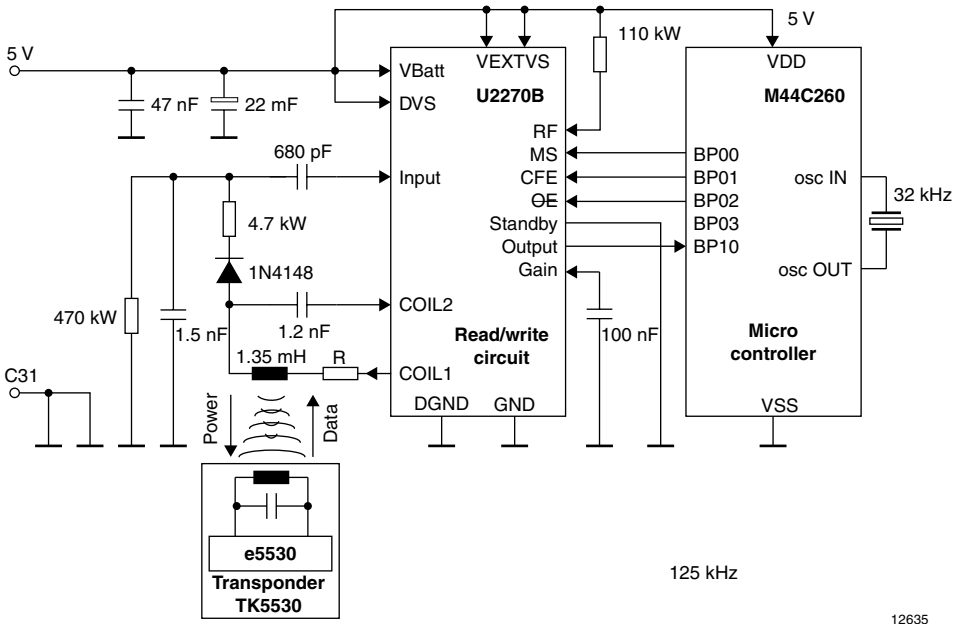 5 V
47 nF
22 mF
680 pF
4.7 kW
1N4148
470 kW
1.5 nF
1.2 nF
1.35 mH
R
C31
VBatt
DVS
VEXTVS
U2270B
RF
MS
CFE
OE
Input
Standby
Output
Gain
COIL2
Read/write
circuit
COIL1
DGND GND
110 kW
5 V
100 nF
VDD
M44C260
BP00
BP01
BP02
BP03
BP10
osc IN
osc OUT
32 kHz
Micro
controller
VSS
Power
Data
e5530
Transponder
TK5530
125 kHz
12635